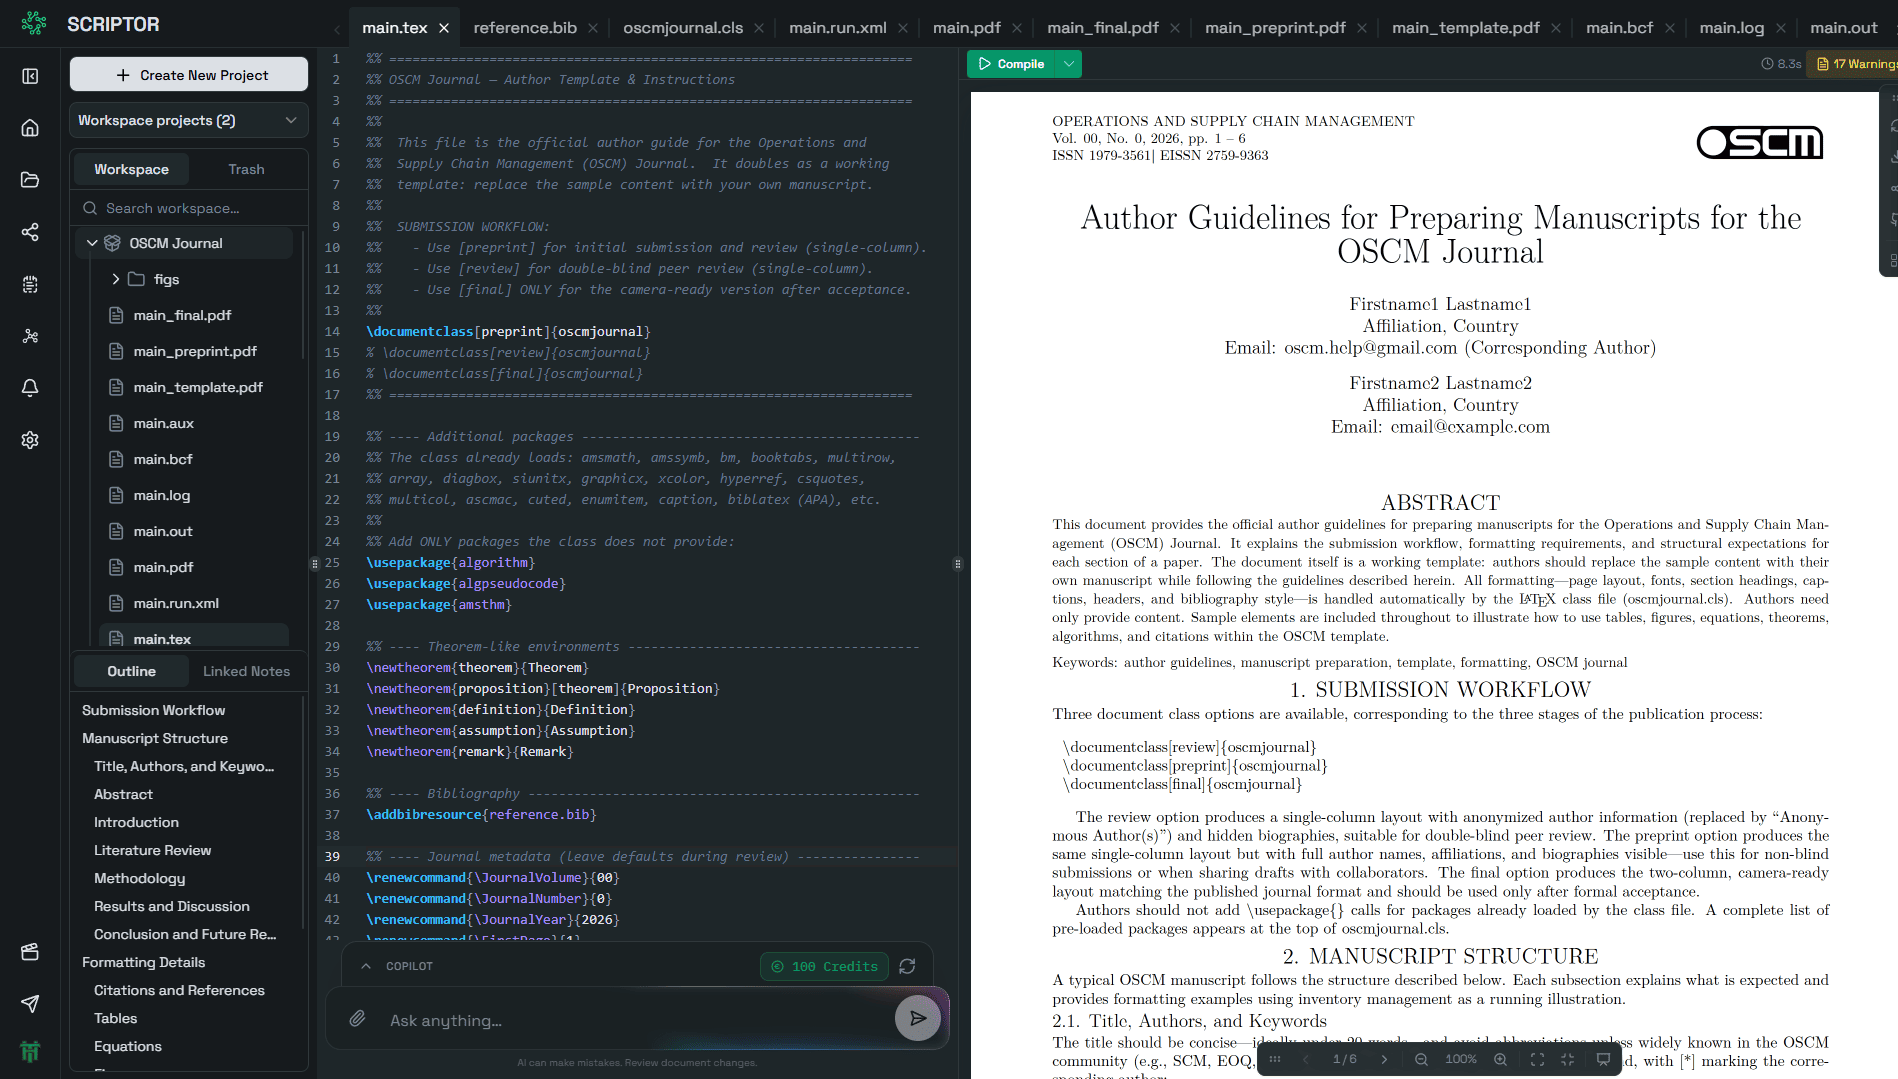 SCRIPTOR
main.tex
reference.bib
oscmjournal.cls
main.run.xml
main.pdf
main_final.pdf
main_preprint.pdf
main_template.pdf
main.bcf
main.log
main.out
Create New Project
Workspace projects (2)
Workspace
Trash
Search workspace...
OSCM Journal
figs
main_final.pdf
main_preprint.pdf
main_template.pdf
main.aux
main.bcf
main.log
main.out
main.pdf
main.run.xml
main.tex
Outline
Linked Notes
Submission Workflow
Manuscript Structure
Title, Authors, and Keywo...
Abstract
Introduction
Literature Review
Methodology
Results and Discussion
Conclusion and Future Re...
Formatting Details
Citations and References
Tables
Equations
1 %% ====================================================================
2 %% OSCM Journal — Author Template & Instructions
3 %% ====================================================================
4 %%
5 %% This file is the official author guide for the Operations and
6 %% Supply Chain Management (OSCM) Journal. It doubles as a working
7 %% template: replace the sample content with your own manuscript.
8 %%
9 %% SUBMISSION WORKFLOW:
10 %% - Use [preprint] for initial submission and review (single-column).
11 %% - Use [review] for double-blind peer review (single-column).
12 %% - Use [final] ONLY for the camera-ready version after acceptance.
13 %%
14 \documentclass[preprint]{oscmjournal}
15 % \documentclass[review]{oscmjournal}
16 % \documentclass[final]{oscmjournal}
17 %% ====================================================================
18
19 %% ---- Additional packages --------------------------------------------
20 %% The class already loads: amsmath, amssymb, bm, booktabs, multirow,
21 %% array, diagbox, siunitx, graphicx, xcolor, hyperref, csquotes,
22 %% multicol, ascmac, cuted, enumitem, caption, biblatex (APA), etc.
23 %%
24 %% Add ONLY packages the class does not provide:
25 \usepackage{algorithm}
26 \usepackage{algpseudocode}
27 \usepackage{amsthm}
28
29 %% ---- Theorem-like environments --------------------------------------
30 \newtheorem{theorem}{Theorem}
31 \newtheorem{proposition}[theorem]{Proposition}
32 \newtheorem{definition}{Definition}
33 \newtheorem{assumption}{Assumption}
34 \newtheorem{remark}{Remark}
35
36 %% ---- Bibliography ---------------------------------------------------
37 \addbibresource{reference.bib}
38
39 %% ---- Journal metadata (leave defaults during review) ----------------
40 \renewcommand{\JournalVolume}{00}
41 \renewcommand{\JournalNumber}{0}
42 \renewcommand{\JournalYear}{2026}
43 \renewcommand{\FirstPage}{1}
COPILOT
100 Credits
Ask anything...
AI can make mistakes. Review document changes.
Compile
8.3s
17 Warnings
OPERATIONS AND SUPPLY CHAIN MANAGEMENT
Vol. 00, No. 0, 2026, pp. 1 – 6
ISSN 1979-3561| EISSN 2759-9363
OSCM
Author Guidelines for Preparing Manuscripts for the
OSCM Journal
Firstname1 Lastname1
Affiliation, Country
Email: oscm.help@gmail.com (Corresponding Author)
Firstname2 Lastname2
Affiliation, Country
Email: email@example.com
ABSTRACT
This document provides the official author guidelines for preparing manuscripts for the Operations and Supply Chain Man-
agement (OSCM) Journal. It explains the submission workflow, formatting requirements, and structural expectations for
each section of a paper. The document itself is a working template: authors should replace the sample content with their
own manuscript while following the guidelines described herein. All formatting—page layout, fonts, section headings, cap-
tions, headers, and bibliography style—is handled automatically by the LATEX class file (oscmjournal.cls). Authors need
only provide content. Sample elements are included throughout to illustrate how to use tables, figures, equations, theorems,
algorithms, and citations within the OSCM template.
Keywords: author guidelines, manuscript preparation, template, formatting, OSCM journal
1. SUBMISSION WORKFLOW
Three document class options are available, corresponding to the three stages of the publication process:
\documentclass[review]{oscmjournal}
\documentclass[preprint]{oscmjournal}
\documentclass[final]{oscmjournal}
The review option produces a single-column layout with anonymized author information (replaced by “Anony-
mous Author(s)”) and hidden biographies, suitable for double-blind peer review. The preprint option produces the
same single-column layout but with full author names, affiliations, and biographies visible—use this for non-blind
submissions or when sharing drafts with collaborators. The final option produces the two-column, camera-ready
layout matching the published journal format and should be used only after formal acceptance.
Authors should not add \usepackage{} calls for packages already loaded by the class file. A complete list of
pre-loaded packages appears at the top of oscmjournal.cls.
2. MANUSCRIPT STRUCTURE
A typical OSCM manuscript follows the structure described below. Each subsection explains what is expected and
provides formatting examples using inventory management as a running illustration.
2.1. Title, Authors, and Keywords
The title should be concise—ideally under 20 words, and avoid abbreviations unless widely known in the OSCM
community (e.g., SCM, EOQ, with [*] marking the corre-
sponding author:
1 / 6
100%